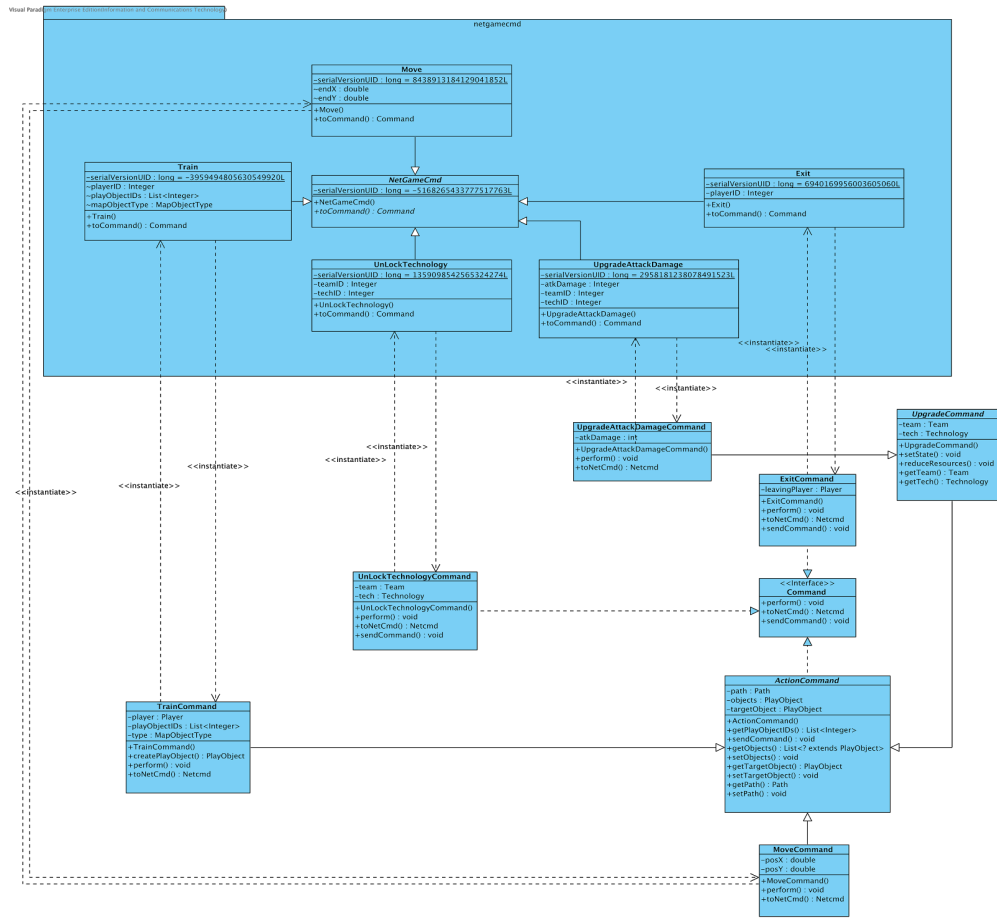 Visual Paradigm Enterprise Edition(Information and Communications Technology)
netgamecmd
Move
-serialVersionUID : long = 8438913184129041852L
-endX : double
-endY : double
+Move()
+toCommand() : Command
Train
-serialVersionUID : long = -3959494805630549920L
-playerID : Integer
-playObjectIDs : List<Integer>
-mapObjectType : MapObjectType
+Train()
+toCommand() : Command
NetGameCmd
-serialVersionUID : long = -5168265433777517763L
+NetGameCmd()
+toCommand() : Command
Exit
-serialVersionUID : long = 6940169956003605060L
-playerID : Integer
+Exit()
+toCommand() : Command
UnLockTechnology
-serialVersionUID : long = 1359098542565324274L
-teamID : Integer
-techID : Integer
+UnLockTechnology()
+toCommand() : Command
UpgradeAttackDamage
-serialVersionUID : long = 2958181238078491523L
-atkDamage : Integer
-teamID : Integer
-techID : Integer
+UpgradeAttackDamage()
+toCommand() : Command
<<instantiate>>
<<instantiate>>
<<instantiate>>
<<instantiate>>
UpgradeAttackDamageCommand
-atkDamage : int
+UpgradeAttackDamageCommand()
+perform() : void
+toNetCmd() : Netcmd
UpgradeCommand
-team : Team
-tech : Technology
+UpgradeCommand()
+setState() : void
+reduceResources() : void
+getTeam() : Team
+getTech() : Technology
<<instantiate>>
<<instantiate>>
<<instantiate>>
<<instantiate>>
<<instantiate>>
<<instantiate>>
ExitCommand
-leavingPlayer : Player
+ExitCommand()
+perform() : void
+toNetCmd() : Netcmd
+sendCommand() : void
UnLockTechnologyCommand
-team : Team
-tech : Technology
+UnLockTechnologyCommand()
+perform() : void
+toNetCmd() : Netcmd
+sendCommand() : void
<<Interface>>
Command
+perform() : void
+toNetCmd() : Netcmd
+sendCommand() : void
TrainCommand
-player : Player
-playObjectIDs : List<Integer>
-type : MapObjectType
+TrainCommand()
+createPlayObject() : PlayObject
+perform() : void
+toNetCmd() : Netcmd
ActionCommand
-path : Path
-objects : PlayObject
-targetObject : PlayObject
+ActionCommand()
+getPlayObjectIDs() : List<Integer>
+sendCommand() : void
+getObjects() : List<? extends PlayObject>
+setObjects() : void
+getTargetObject() : PlayObject
+setTargetObject() : void
+getPath() : Path
+setPath() : void
MoveCommand
-posX : double
-posY : double
+MoveCommand()
+perform() : void
+toNetCmd() : Netcmd